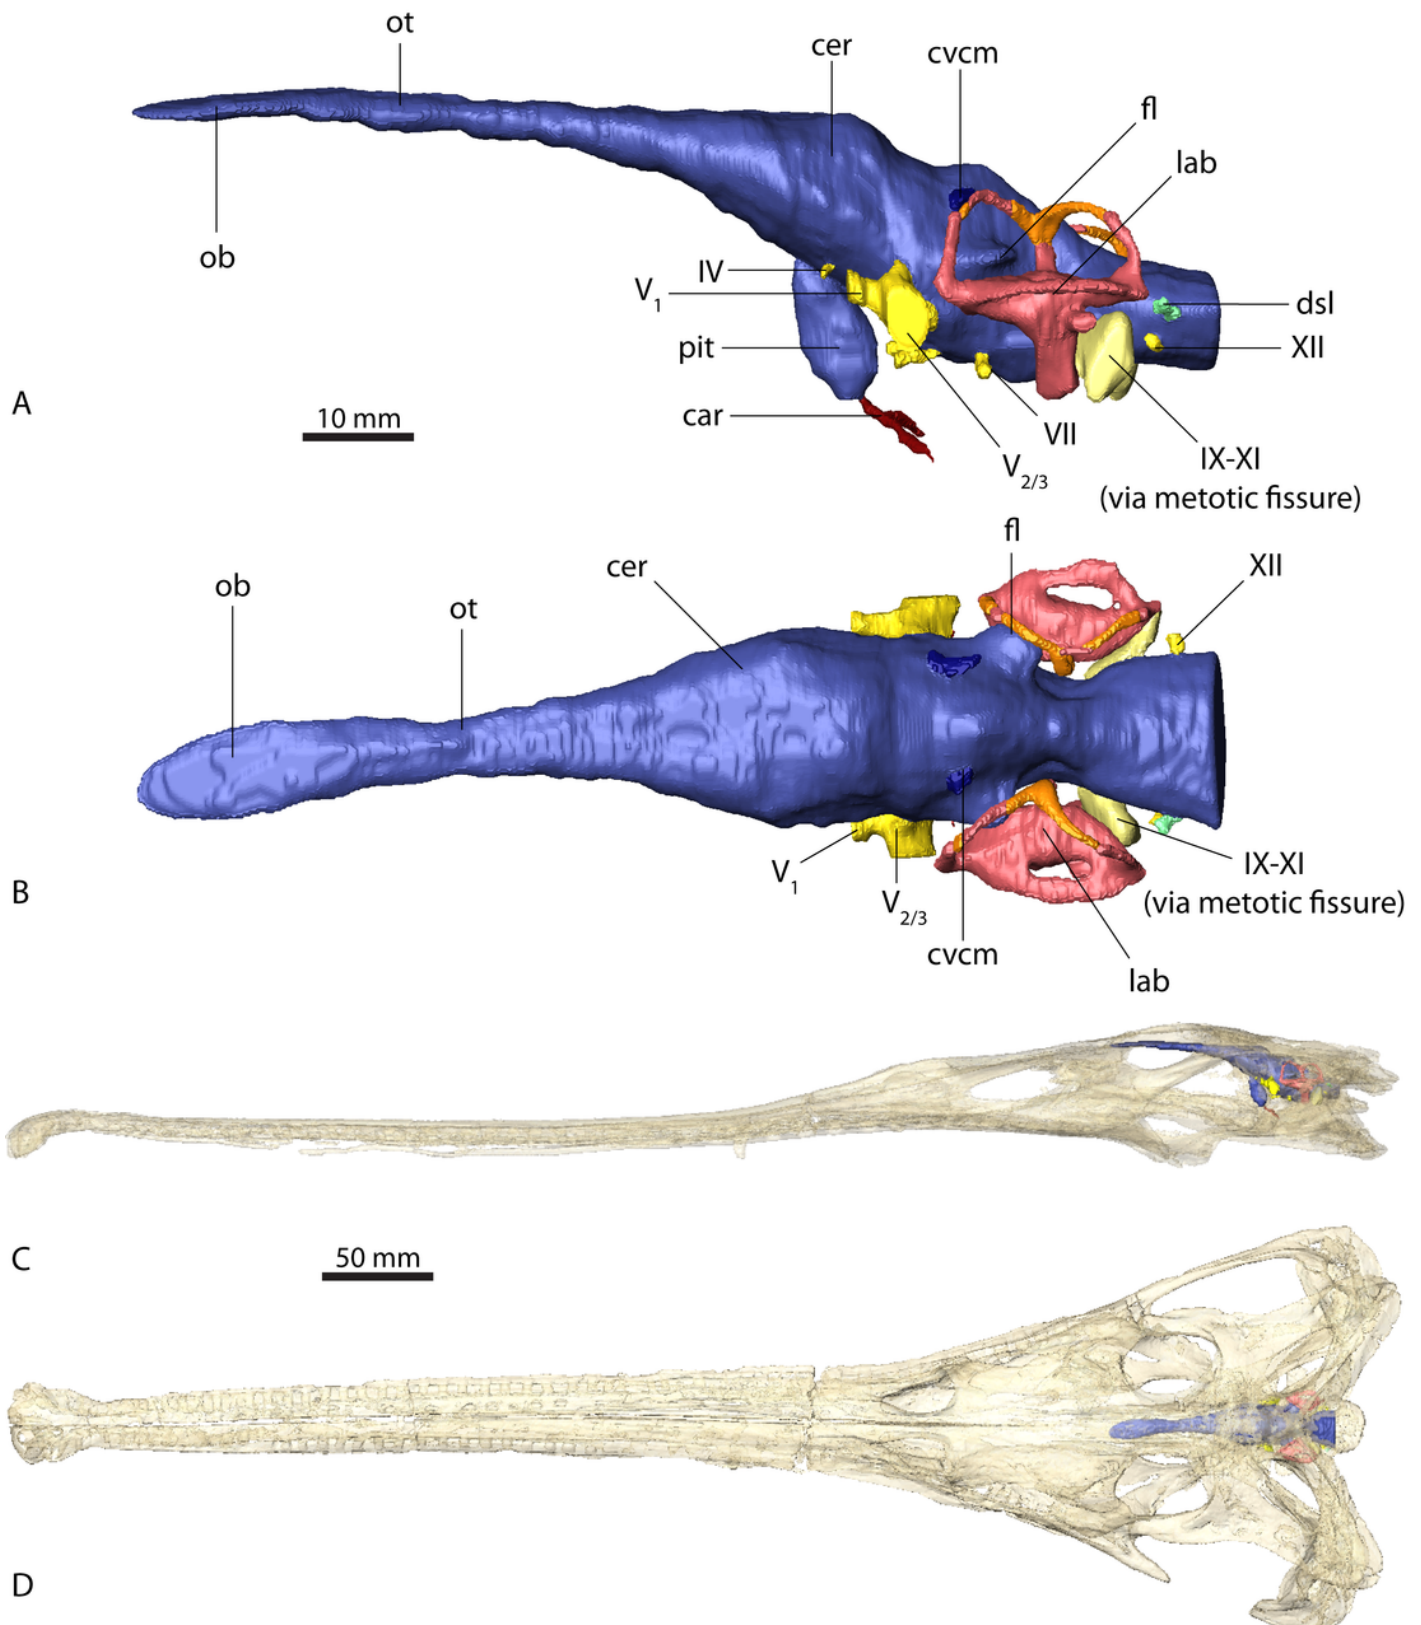 ot
cer
cvcm
fl
lab
ob
IV
V1
pit
car
dsl
XII
VII
V2/3
IX-XI
(via metotic fissure)
A
10 mm
ob
ot
cer
fl
XII
V1
V2/3
cvcm
lab
IX-XI
(via metotic fissure)
B
C
50 mm
D